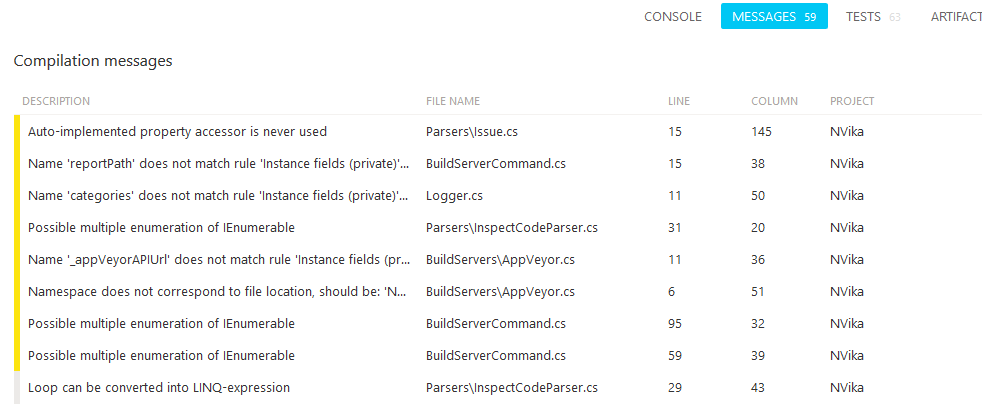 CONSOLE MESSAGES 59 TESTS 63 ARTIFACT
Compilation messages
DESCRIPTION FILE NAME LINE COLUMN PROJECT
Auto-implemented property accessor is never used Parsers\Issue.cs 15 145 NVika
Name 'reportPath' does not match rule 'Instance fields (private)'... BuildServerCommand.cs 15 38 NVika
Name 'categories' does not match rule 'Instance fields (private)'... Logger.cs 11 50 NVika
Possible multiple enumeration of IEnumerable Parsers\InspectCodeParser.cs 31 20 NVika
Name '_appVeyorAPIUrl' does not match rule 'Instance fields (pr... BuildServers\AppVeyor.cs 11 36 NVika
Namespace does not correspond to file location, should be: 'N... BuildServers\AppVeyor.cs 6 51 NVika
Possible multiple enumeration of IEnumerable BuildServerCommand.cs 95 32 NVika
Possible multiple enumeration of IEnumerable BuildServerCommand.cs 59 39 NVika
Loop can be converted into LINQ-expression Parsers\InspectCodeParser.cs 29 43 NVika